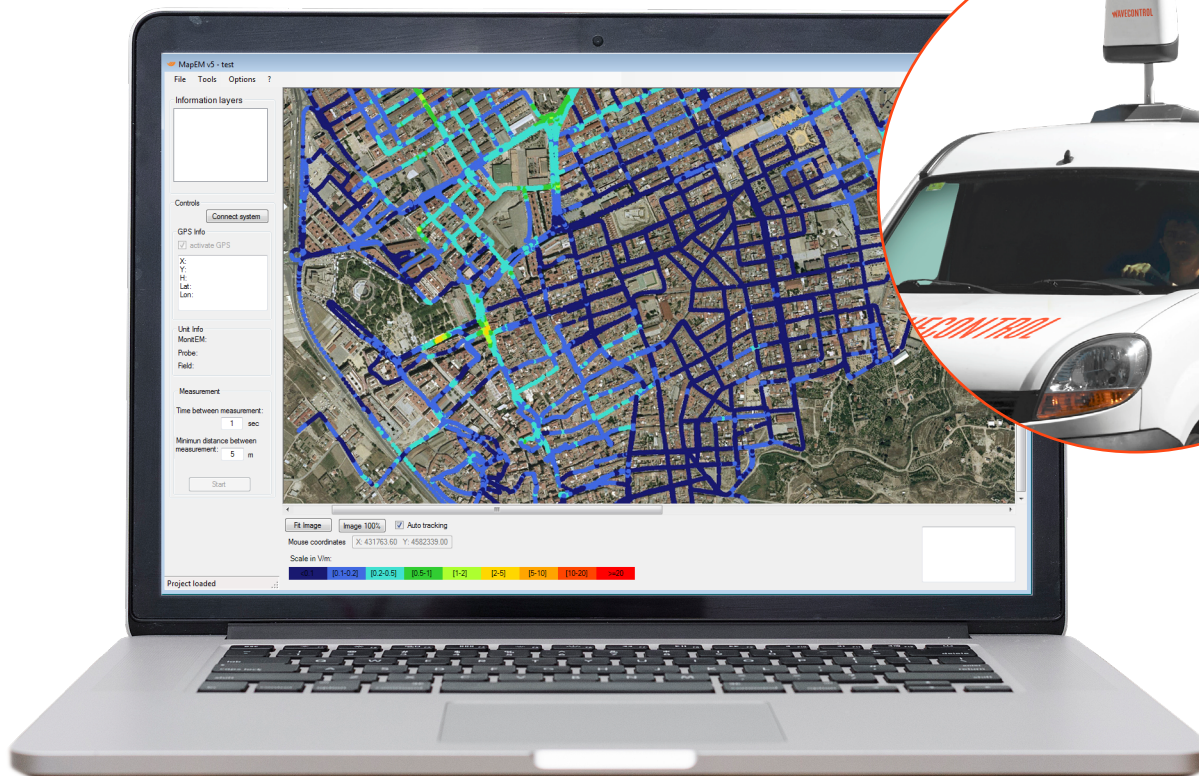 WAVECONTROL
MapEM v5 - test
File Tools Options ?
Information layers
Controls
Connect system
GPS Info
activate GPS
X:
Y:
H:
Lat:
Lon:
Unit Info
MonitEM:
Probe:
Field:
Measurement
Time between measurement:
1 sec
Minimun distance between
measurement: 5 m
Start
WAVECONTROL
Fit Image Image 100% Auto tracking
Mouse coordinates X: 431763.60 Y: 4582339.00
Scale in V/m:
<0.1 [0.1-0.2] [0.2-0.5] [0.5-1] [1-2] [2-5] [5-10] [10-20] >=20
Project loaded